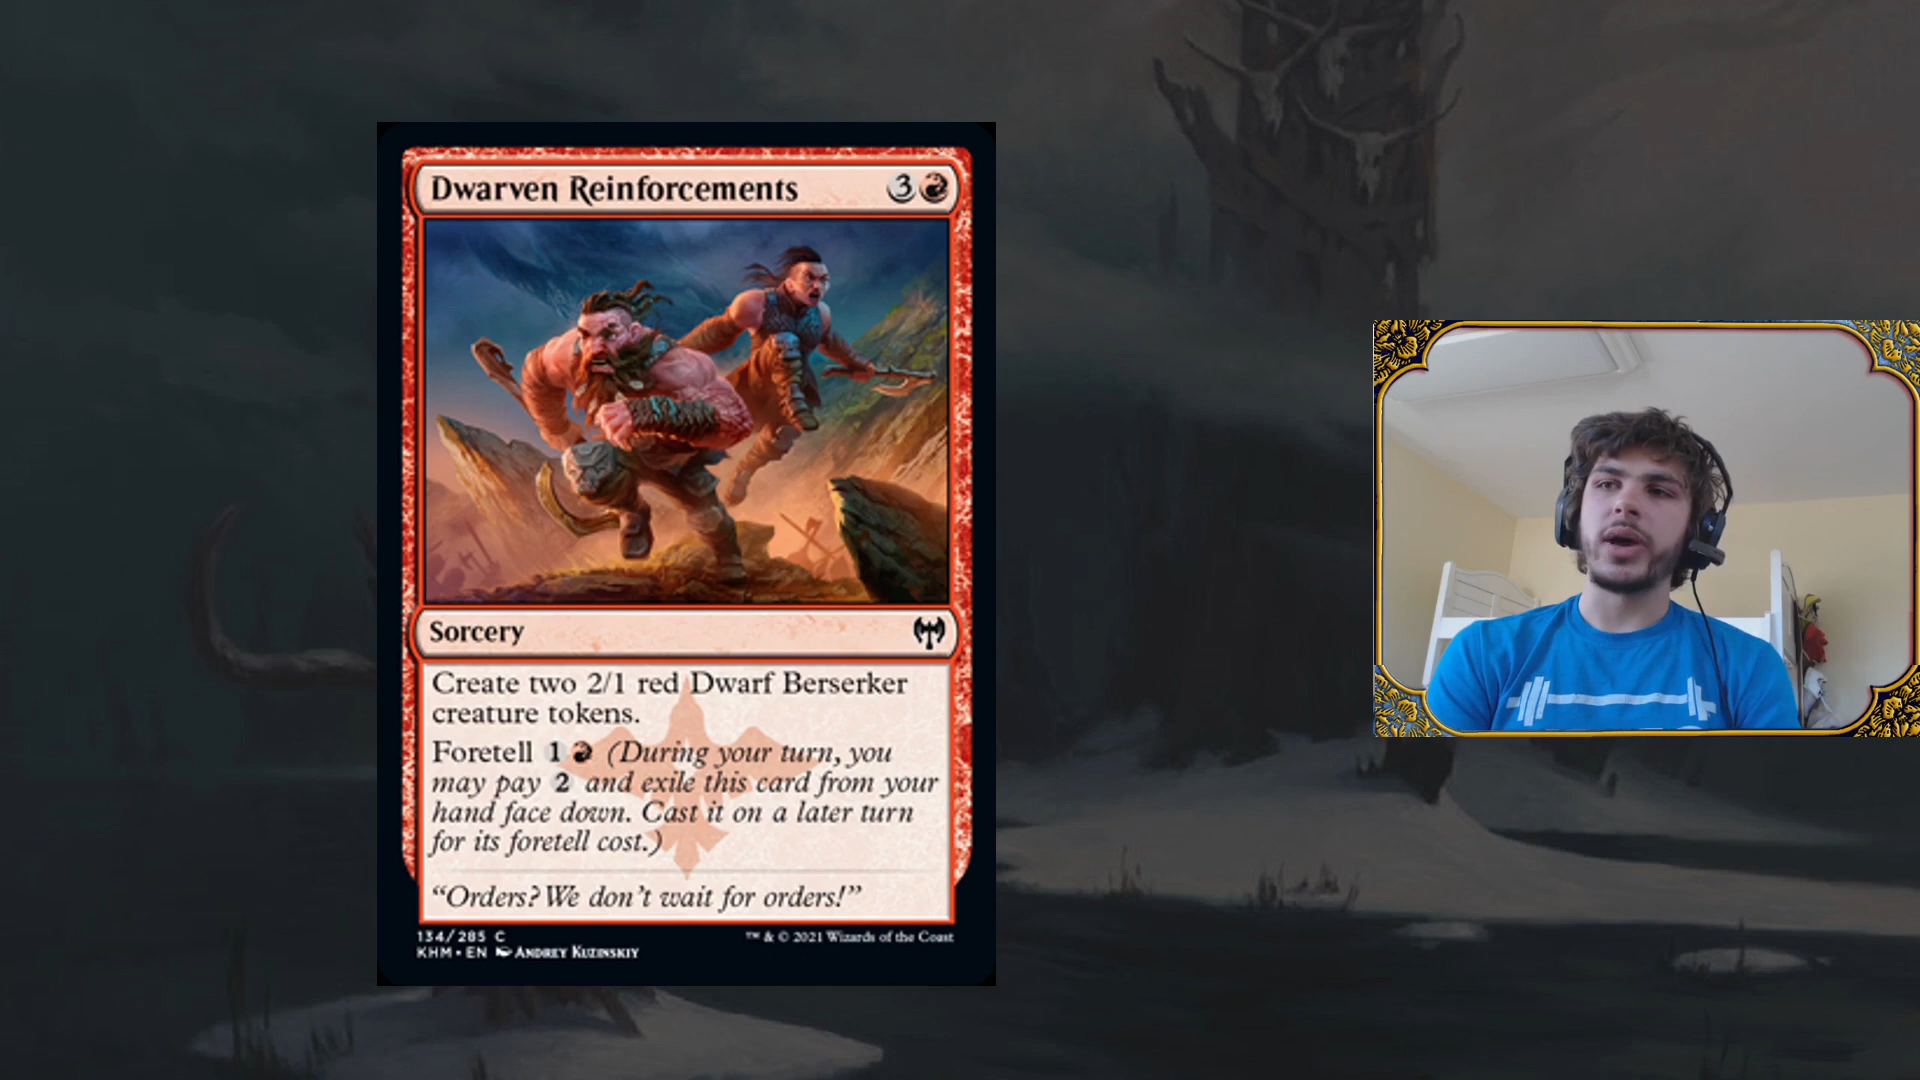 Dwarven Reinforcements 3
Sorcery
Create two 2/1 red Dwarf Berserker
creature tokens.
Foretell 1 (During your turn, you
may pay 2 and exile this card from your
hand face down. Cast it on a later turn
for its foretell cost.)
“Orders? We don’t wait for orders!”
134/285 C
™ & © 2021 Wizards of the Coast
KHM • EN ANDREY KUZINSKIY